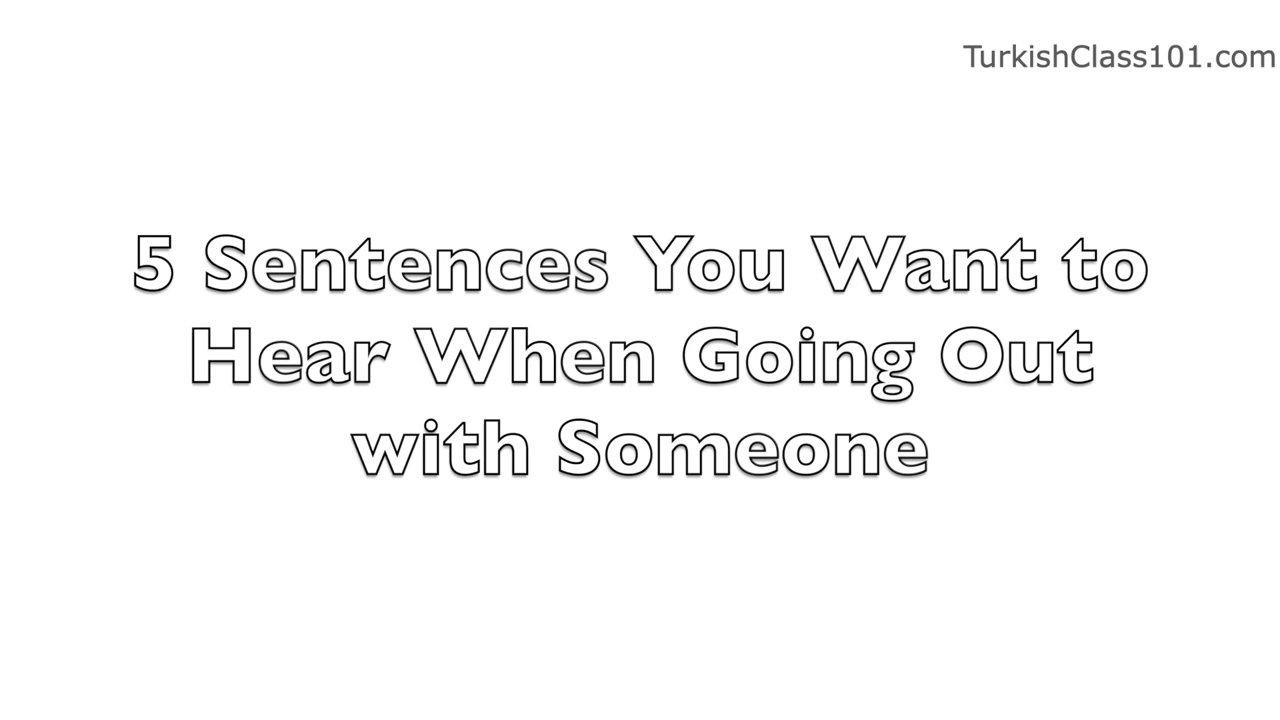 TurkishClass101.com
5 Sentences You Want to
Hear When Going Out
with Someone